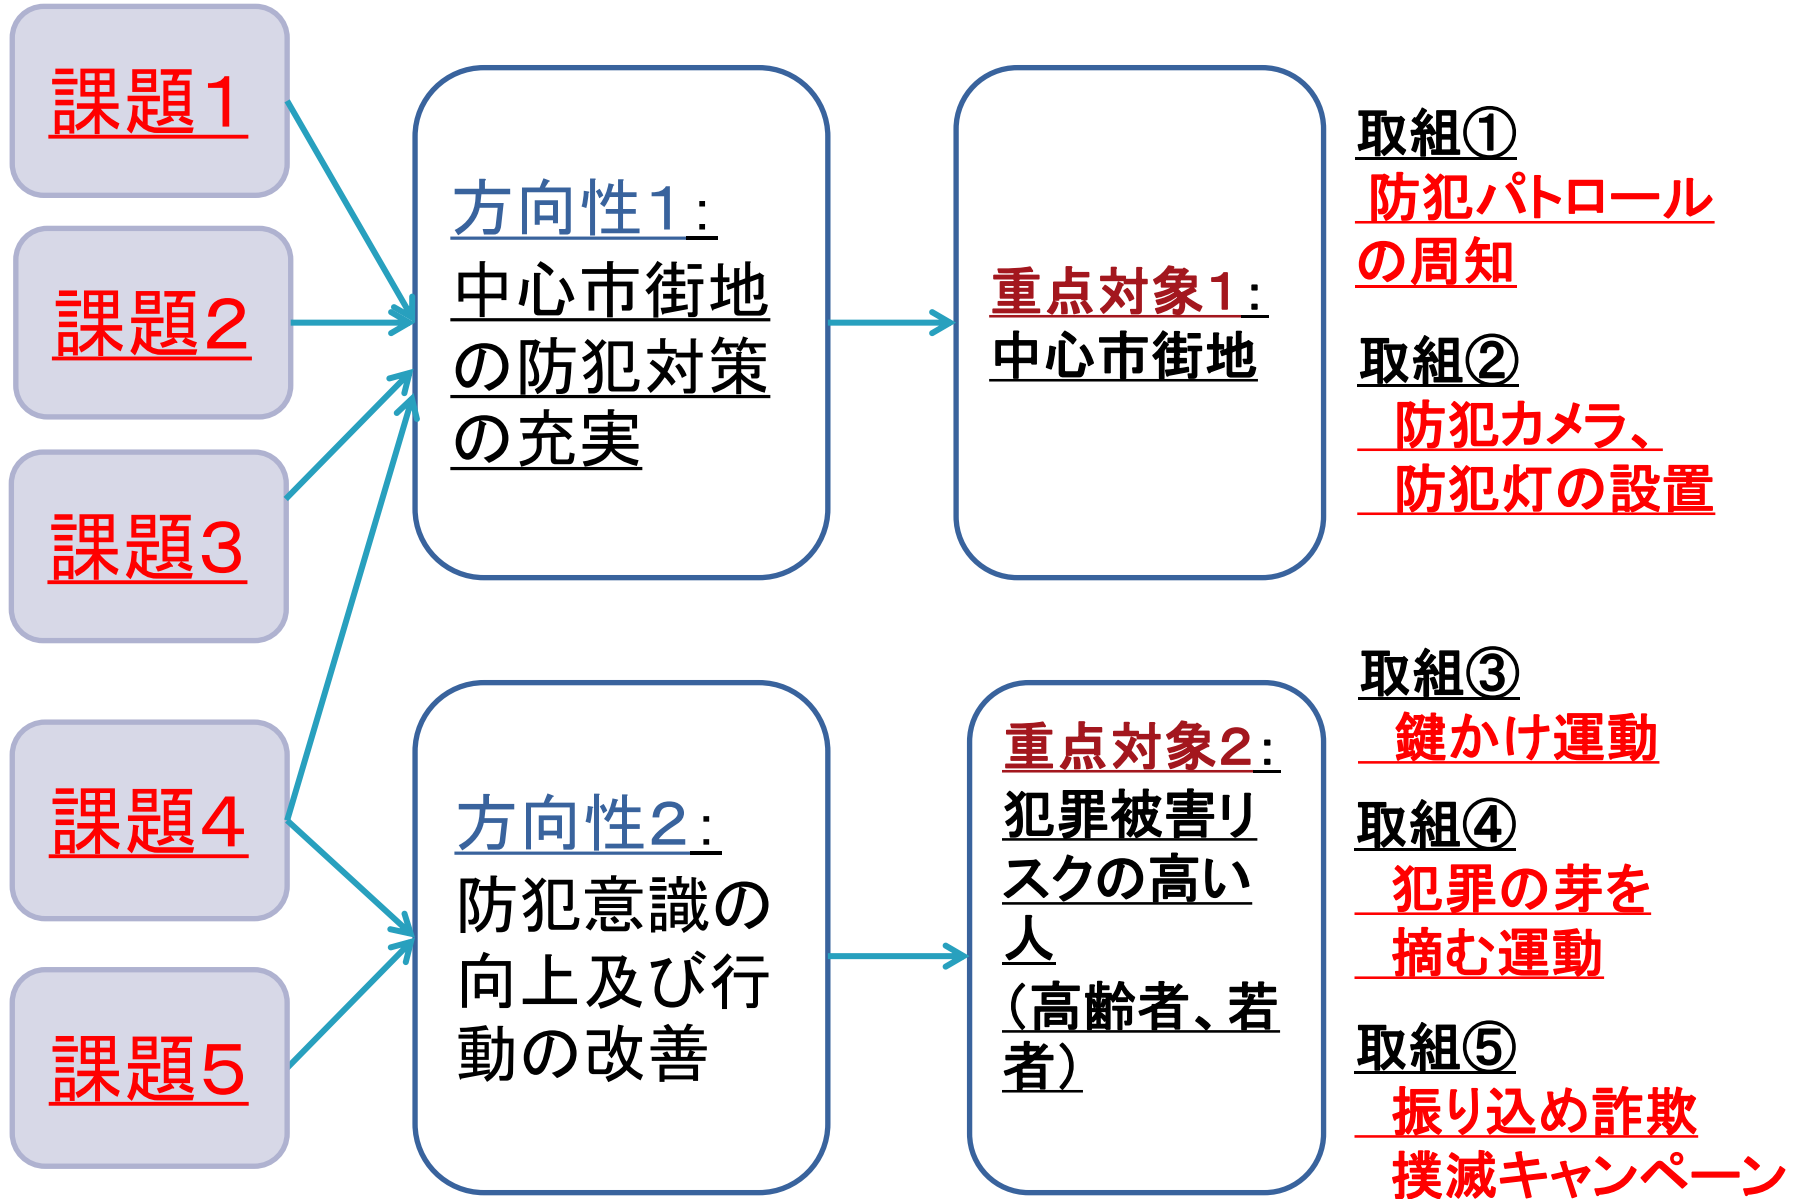 課題１
課題２
課題３
課題４
課題５
方向性１：
中心市街地
の防犯対策
の充実
方向性２：
防犯意識の
向上及び行
動の改善
重点対象１：
中心市街地
重点対象２：
犯罪被害リ
スクの高い
人
（高齢者、若
者）
取組①
防犯パトロール
の周知
取組②
防犯カメラ、
防犯灯の設置
取組③
鍵かけ運動
取組④
犯罪の芽を
摘む運動
取組⑤
振り込め詐欺
撲滅キャンペーン